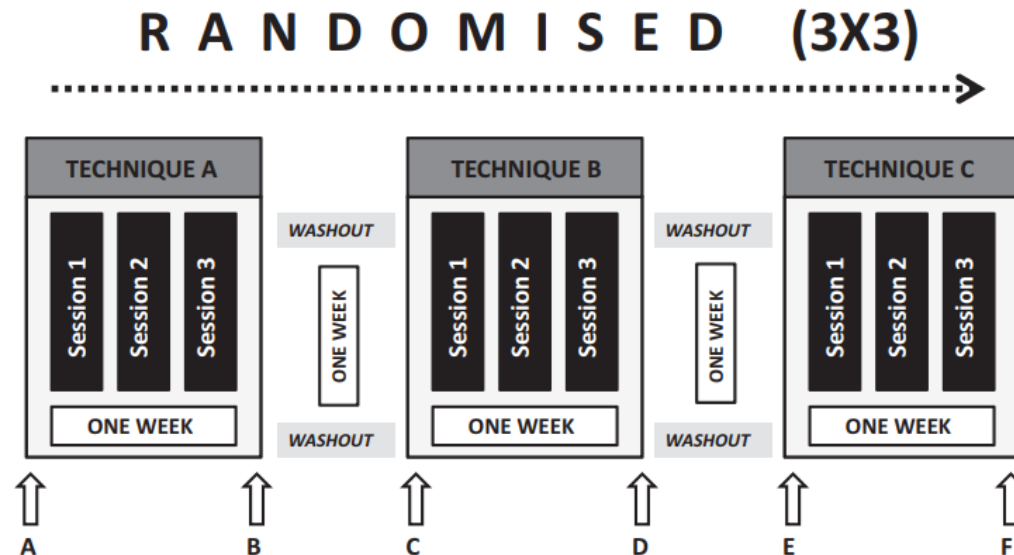 RANDOMISED (3X3)
TECHNIQUE A
Session 1
Session 2
Session 3
ONE WEEK
WASHOUT
ONE WEEK
WASHOUT
TECHNIQUE B
Session 1
Session 2
Session 3
ONE WEEK
WASHOUT
ONE WEEK
WASHOUT
TECHNIQUE C
Session 1
Session 2
Session 3
ONE WEEK
A
B
C
D
E
F